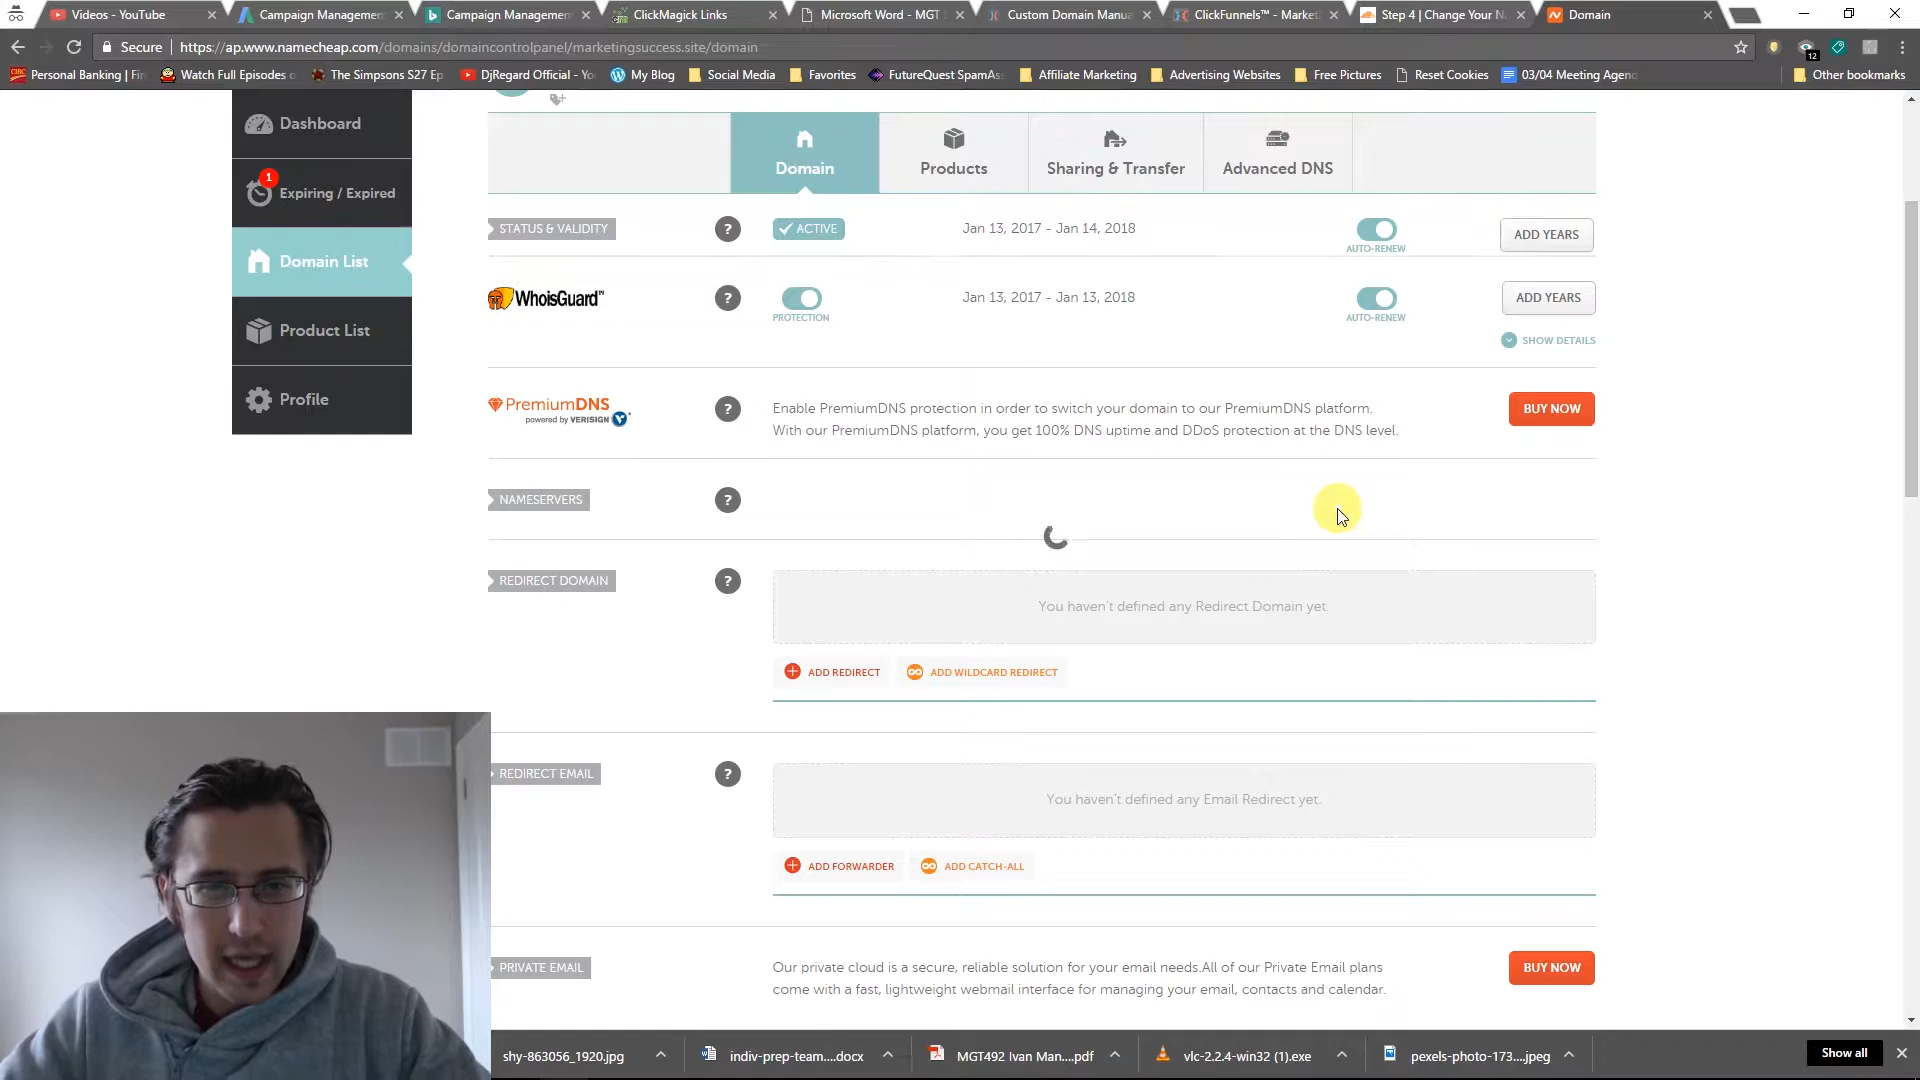 Videos - YouTube
Campaign Managemen
Campaign Managemen
ClickMagick Links
Microsoft Word - MGT
Custom Domain Manua
ClickFunnels™ - Market
Step 4 | Change Your N
Domain
Secure
https://ap.www.namecheap.com/domains/domaincontrolpanel/marketingsuccess.site/domain
12
CIBC
Personal Banking | Fin
Watch Full Episodes o
The Simpsons S27 Ep
DjRegard Official - Yo
My Blog
Social Media
Favorites
FutureQuest SpamAs
Affiliate Marketing
Advertising Websites
Free Pictures
Reset Cookies
03/04 Meeting Agend
Other bookmarks
Dashboard
1
Expiring / Expired
Domain List
Product List
Profile
Domain
Products
Sharing & Transfer
Advanced DNS
STATUS & VALIDITY
?
ACTIVE
Jan 13, 2017 - Jan 14, 2018
AUTO-RENEW
ADD YEARS
WhoisGuard™
?
PROTECTION
Jan 13, 2017 - Jan 13, 2018
AUTO-RENEW
ADD YEARS
SHOW DETAILS
PremiumDNS
powered by VERISIGN
?
Enable PremiumDNS protection in order to switch your domain to our PremiumDNS platform.
With our PremiumDNS platform, you get 100% DNS uptime and DDoS protection at the DNS level.
BUY NOW
NAMESERVERS
?
REDIRECT DOMAIN
?
You haven't defined any Redirect Domain yet.
ADD REDIRECT
ADD WILDCARD REDIRECT
REDIRECT EMAIL
?
You haven't defined any Email Redirect yet.
ADD FORWARDER
ADD CATCH-ALL
PRIVATE EMAIL
Our private cloud is a secure, reliable solution for your email needs.All of our Private Email plans
come with a fast, lightweight webmail interface for managing your email, contacts and calendar.
BUY NOW
shy-863056_1920.jpg
indiv-prep-team....docx
MGT492 Ivan Man....pdf
vlc-2.2.4-win32 (1).exe
pexels-photo-173....jpeg
Show all